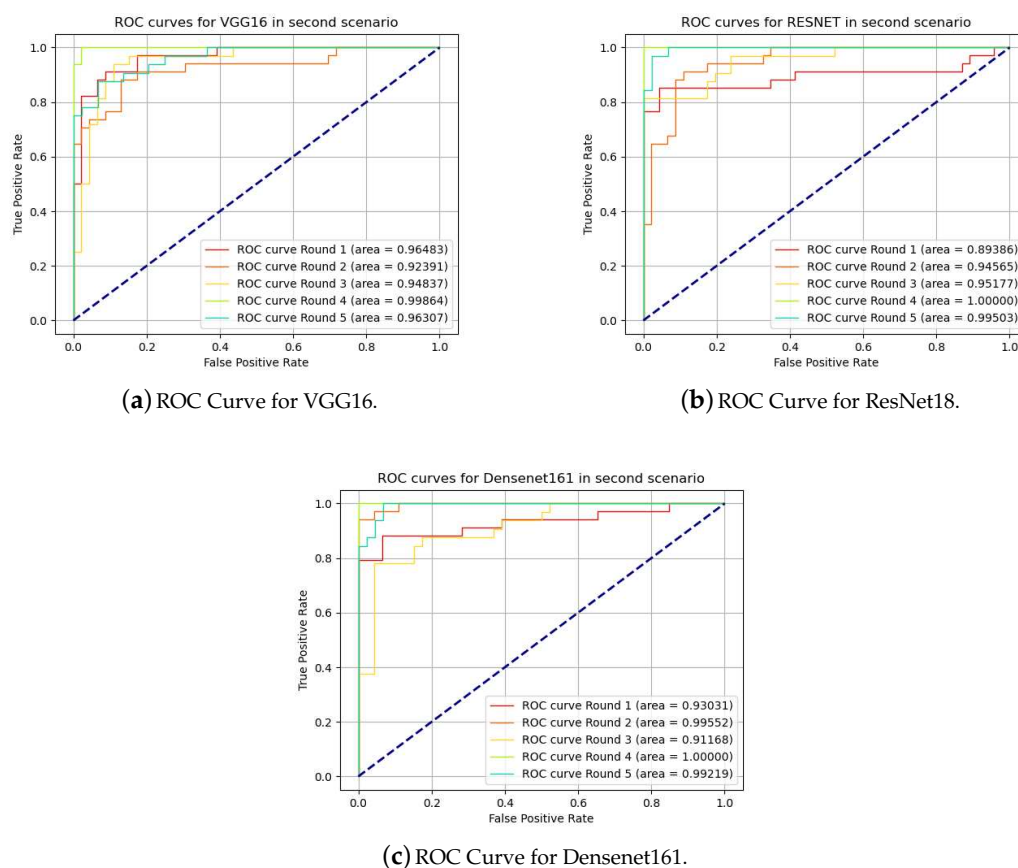 ROC curves for VGG16 in second scenario
True Positive Rate
1.0
0.8
0.6
0.4
0.2
0.0
ROC curve Round 1 (area = 0.96483)
ROC curve Round 2 (area = 0.92391)
ROC curve Round 3 (area = 0.94837)
ROC curve Round 4 (area = 0.99864)
ROC curve Round 5 (area = 0.96307)
0.0 0.2 0.4 0.6 0.8 1.0
False Positive Rate
(a) ROC Curve for VGG16.
ROC curves for RESNET in second scenario
True Positive Rate
1.0
0.8
0.6
0.4
0.2
0.0
ROC curve Round 1 (area = 0.89386)
ROC curve Round 2 (area = 0.94565)
ROC curve Round 3 (area = 0.95177)
ROC curve Round 4 (area = 1.00000)
ROC curve Round 5 (area = 0.99503)
0.0 0.2 0.4 0.6 0.8 1.0
False Positive Rate
(b) ROC Curve for ResNet18.
ROC curves for Densenet161 in second scenario
True Positive Rate
1.0
0.8
0.6
0.4
0.2
0.0
ROC curve Round 1 (area = 0.93031)
ROC curve Round 2 (area = 0.99552)
ROC curve Round 3 (area = 0.91168)
ROC curve Round 4 (area = 1.00000)
ROC curve Round 5 (area = 0.99219)
0.0 0.2 0.4 0.6 0.8 1.0
False Positive Rate
(c) ROC Curve for Densenet161.